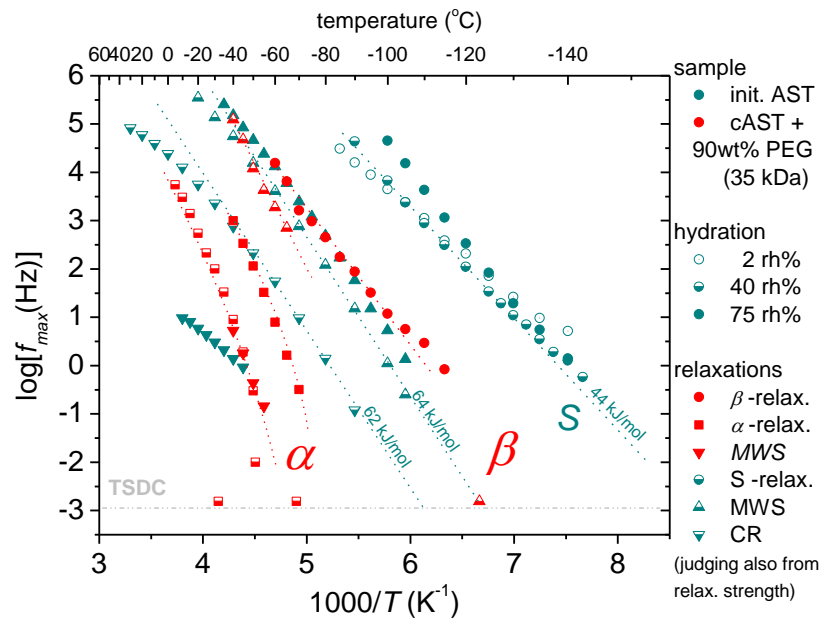 temperature (°C)
60 40 20 0 -20 -40 -60 -80 -100 -120 -140
log[f_max(Hz)]
6
5
4
3
2
1
0
-1
-2
-3
TSDC
α
62 kJ/mol
64 kJ/mol
β
S
44 kJ/mol
3 4 5 6 7 8
1000/T (K⁻¹)
sample
init. AST
cAST +
90wt% PEG
(35 kDa)
hydration
2 rh%
40 rh%
75 rh%
relaxations
β -relax.
α -relax.
MWS
S -relax.
MWS
CR
(judging also from
relax. strength)